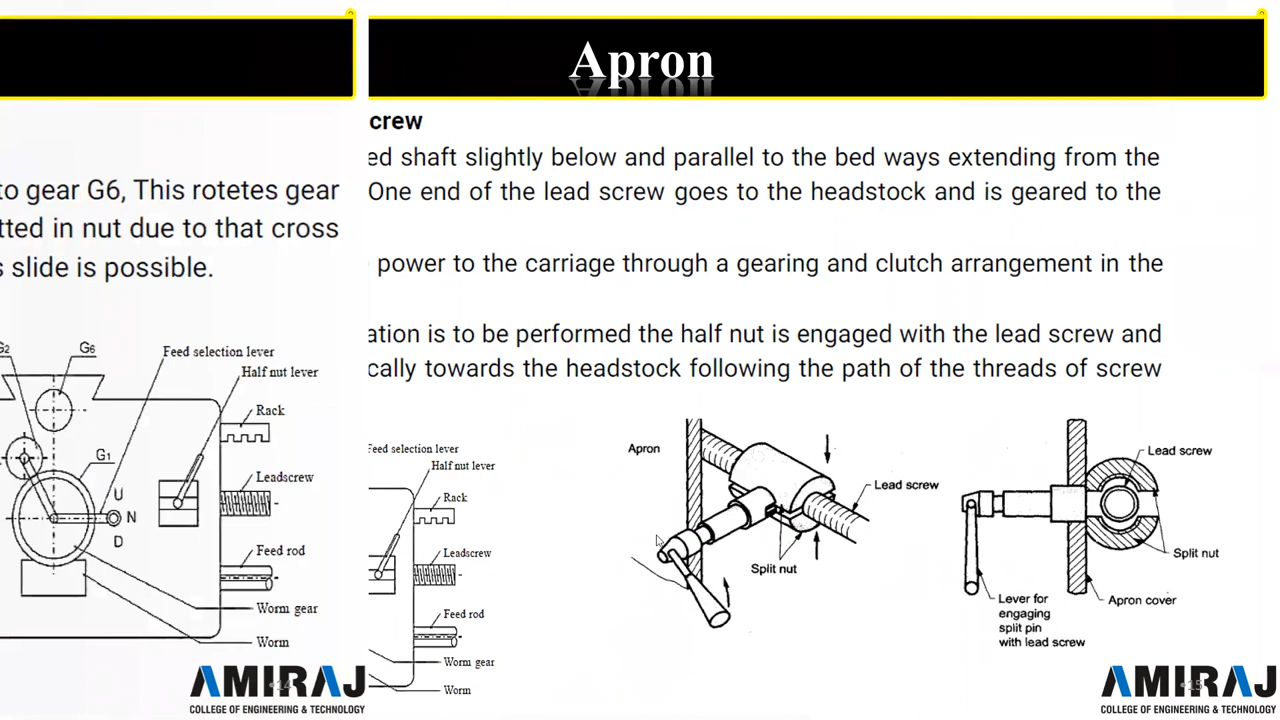 Apron
crew
ed shaft slightly below and parallel to the bed ways extending from the
One end of the lead screw goes to the headstock and is geared to the
power to the carriage through a gearing and clutch arrangement in the
ation is to be performed the half nut is engaged with the lead screw and
cally towards the headstock following the path of the threads of screw
to gear G6, This rotetes gear
tted in nut due to that cross
s slide is possible.
G2
G6
Feed selection lever
Half nut lever
Rack
G1
Leadscrew
U
N
D
Feed rod
Worm gear
Worm
14
AMIRAJ
COLLEGE OF ENGINEERING & TECHNOLOGY
Feed selection lever
Half nut lever
Rack
Leadscrew
Feed rod
Worm gear
Worm
Apron
Lead screw
Split nut
Lead screw
Split nut
Apron cover
Lever for
engaging
split pin
with lead screw
15
AMIRAJ
COLLEGE OF ENGINEERING & TECHNOLOGY